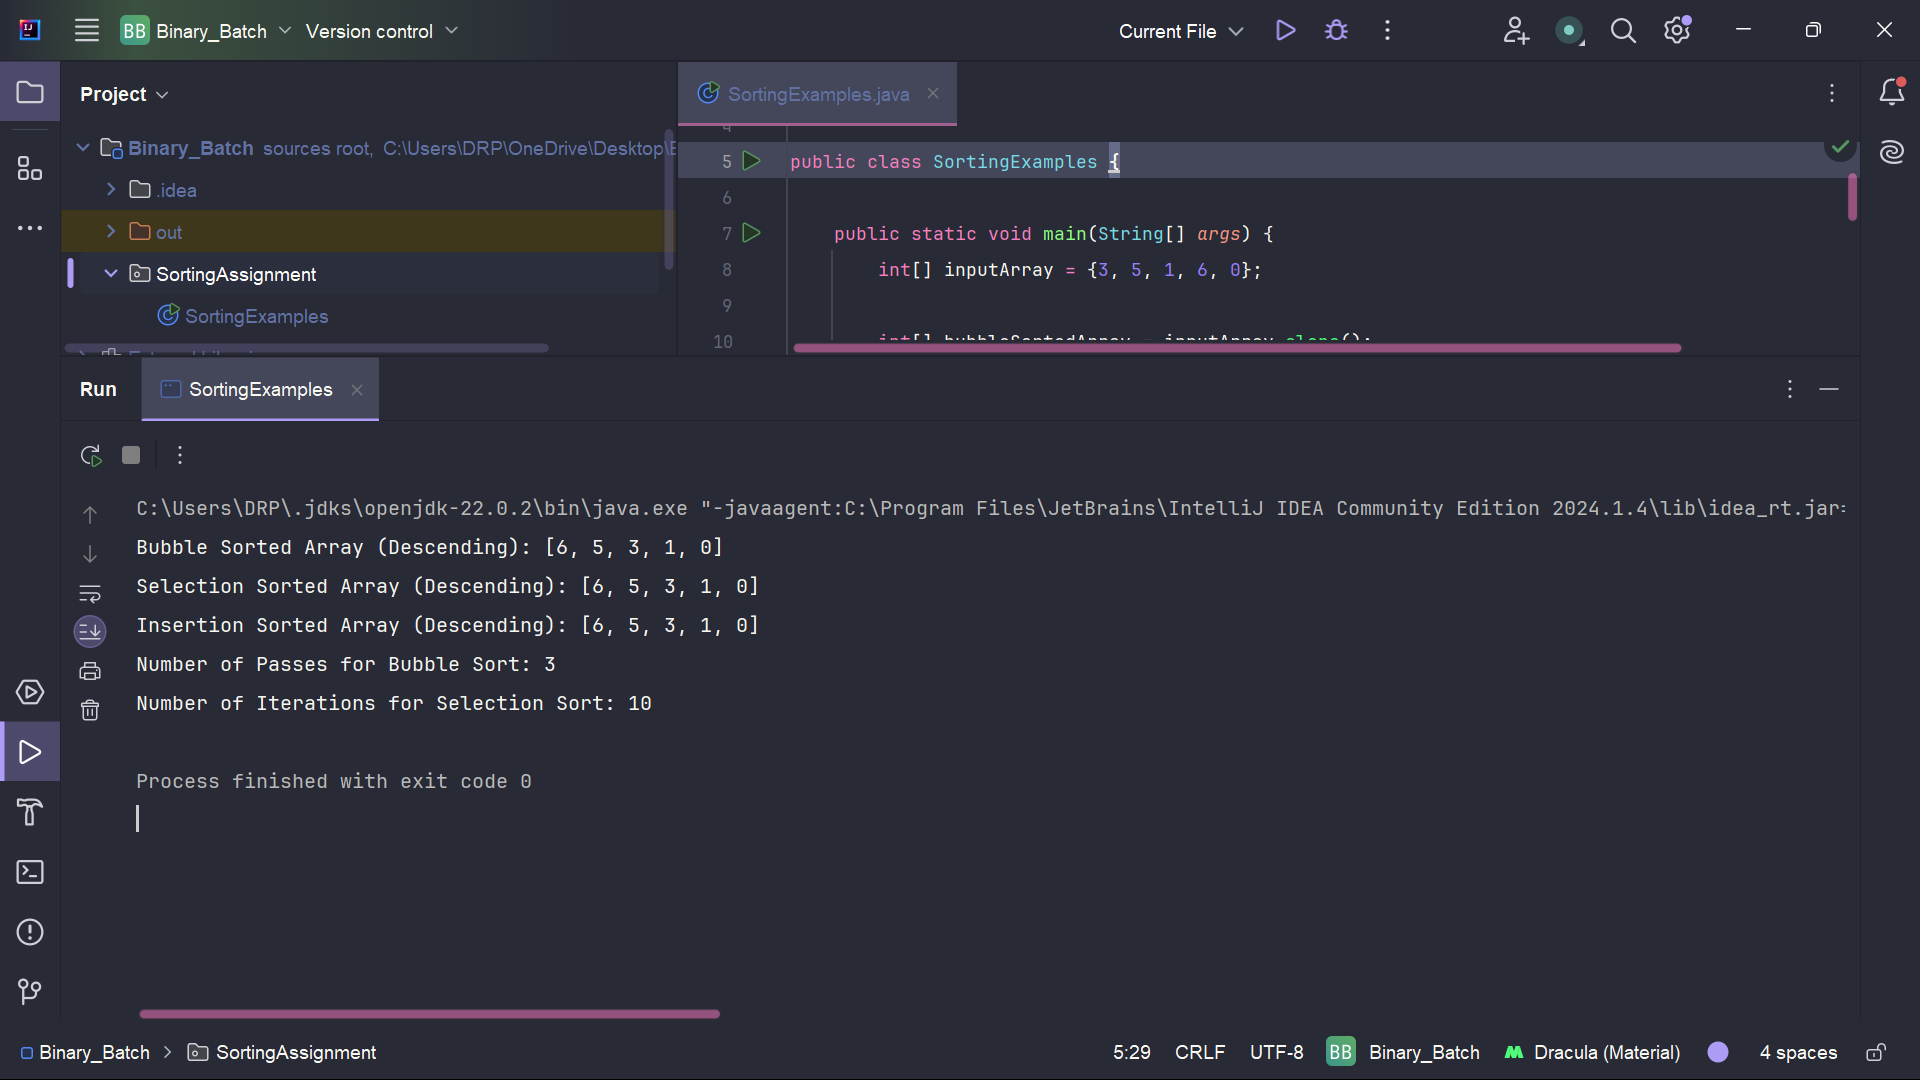 BB Binary_Batch Version control Current File
Project
SortingExamples.java
Binary_Batch sources root, C:\Users\DRP\OneDrive\Desktop\
.idea
out
SortingAssignment
SortingExamples
4
5 public class SortingExamples {
6
7 public static void main(String[] args) {
8 int[] inputArray = {3, 5, 1, 6, 0};
9
10 int[] bubbleSortedArray = inputArray.clone();
Run SortingExamples
C:\Users\DRP\.jdks\openjdk-22.0.2\bin\java.exe "-javaagent:C:\Program Files\JetBrains\IntelliJ IDEA Community Edition 2024.1.4\lib\idea_rt.jar=
Bubble Sorted Array (Descending): [6, 5, 3, 1, 0]
Selection Sorted Array (Descending): [6, 5, 3, 1, 0]
Insertion Sorted Array (Descending): [6, 5, 3, 1, 0]
Number of Passes for Bubble Sort: 3
Number of Iterations for Selection Sort: 10
Process finished with exit code 0
Binary_Batch SortingAssignment 5:29 CRLF UTF-8 BB Binary_Batch Dracula (Material) 4 spaces